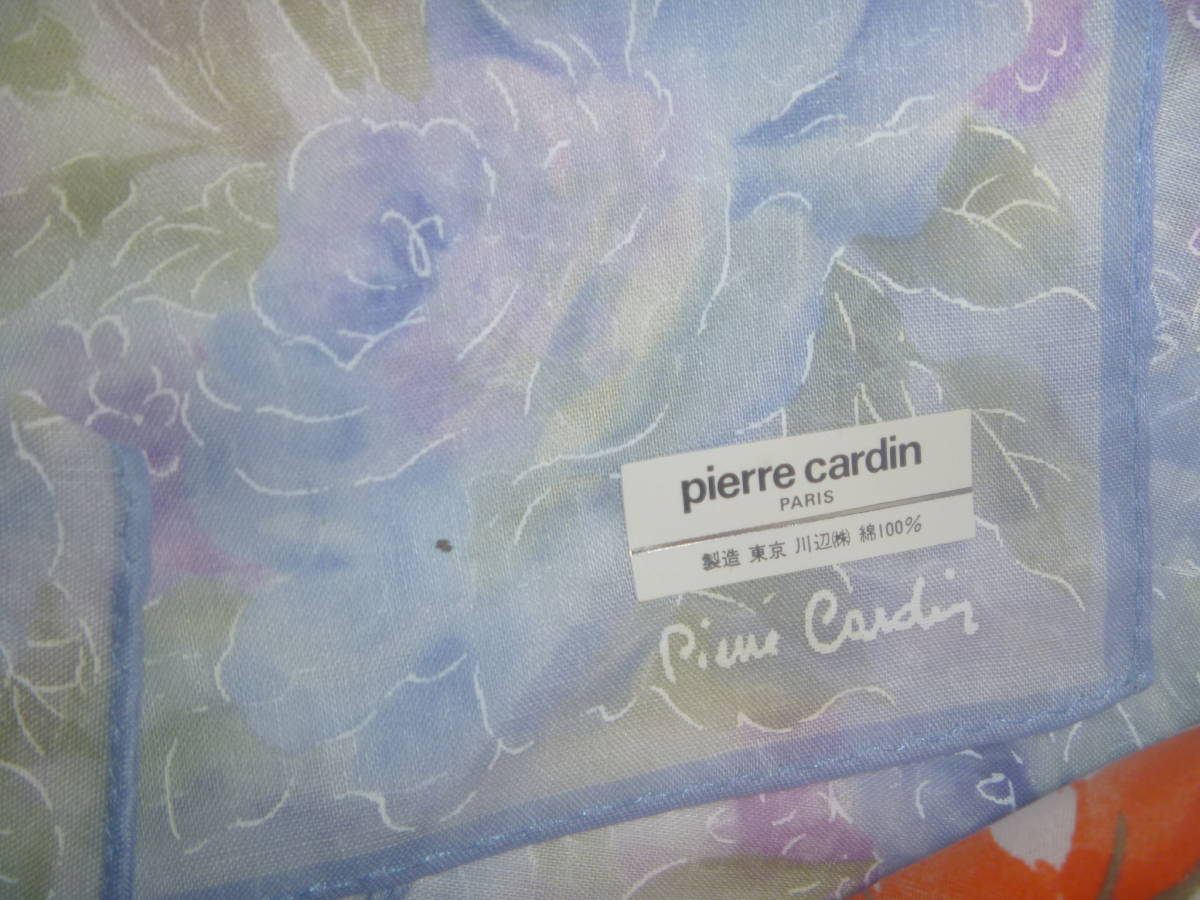 pierre cardin
PARIS
製造 東京 川辺㈱ 綿100%
Pierre Cardin